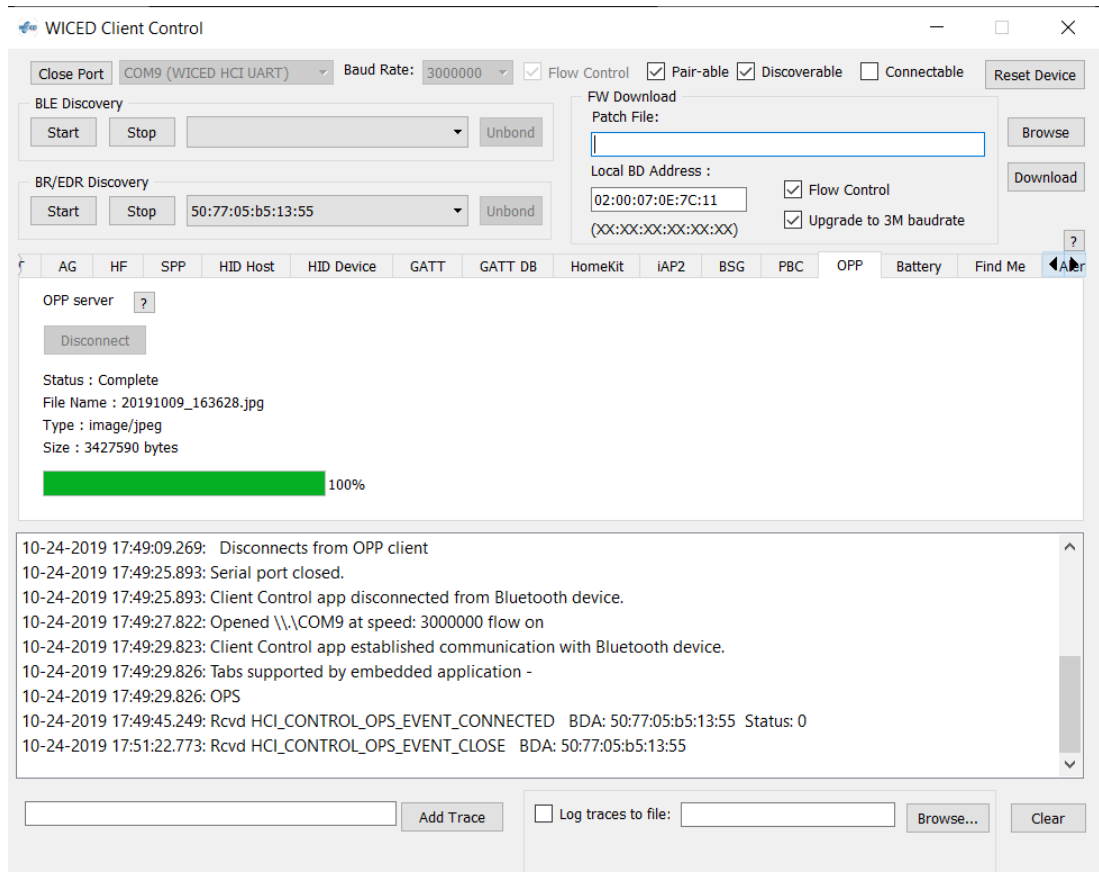 WICED Client Control
Close Port COM9 (WICED HCI UART) Baud Rate: 3000000 Flow Control Pair-able Discoverable Connectable Reset Device
BLE Discovery
Start Stop Unbond
FW Download
Patch File:
Browse
Local BD Address :
02:00:07:0E:7C:11
(XX:XX:XX:XX:XX:XX)
Flow Control
Upgrade to 3M baudrate
Download
BR/EDR Discovery
Start Stop 50:77:05:b5:13:55 Unbond
?
AG HF SPP HID Host HID Device GATT GATT DB HomeKit iAP2 BSG PBC OPP Battery Find Me
OPP server ?
Disconnect
Status : Complete
File Name : 20191009_163628.jpg
Type : image/jpeg
Size : 3427590 bytes
100%
10-24-2019 17:49:09.269: Disconnects from OPP client
10-24-2019 17:49:25.893: Serial port closed.
10-24-2019 17:49:25.893: Client Control app disconnected from Bluetooth device.
10-24-2019 17:49:27.822: Opened \\.\COM9 at speed: 3000000 flow on
10-24-2019 17:49:29.823: Client Control app established communication with Bluetooth device.
10-24-2019 17:49:29.826: Tabs supported by embedded application -
10-24-2019 17:49:29.826: OPS
10-24-2019 17:49:45.249: Rcvd HCI_CONTROL_OPS_EVENT_CONNECTED BDA: 50:77:05:b5:13:55 Status: 0
10-24-2019 17:51:22.773: Rcvd HCI_CONTROL_OPS_EVENT_CLOSE BDA: 50:77:05:b5:13:55
Add Trace Log traces to file: Browse... Clear